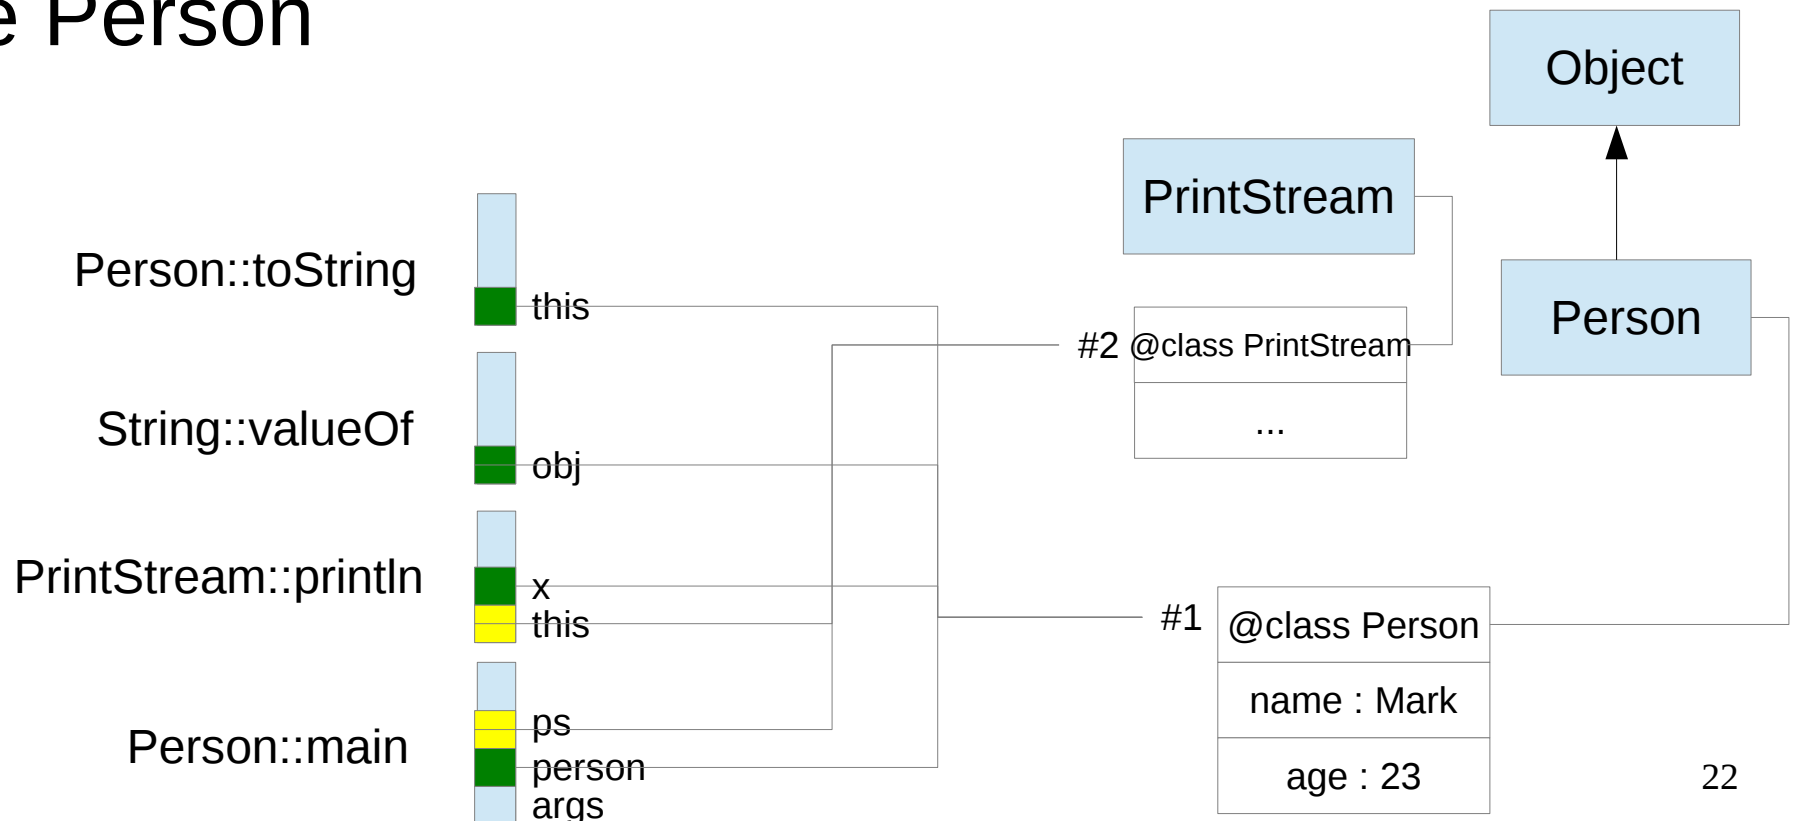 e Person
Object
PrintStream
Person::toString
this
Person
#2 @class PrintStream
...
String::valueOf
obj
PrintStream::println
x
this
#1 @class Person
name : Mark
age : 23
Person::main
ps
person
args
22